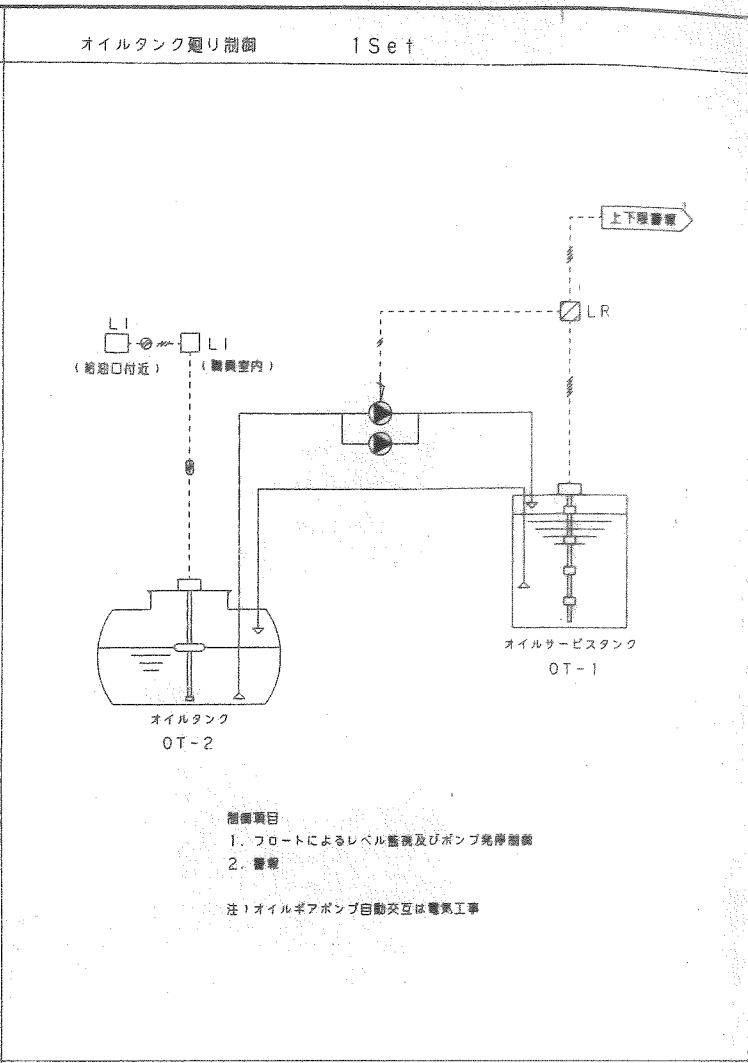 オイルタンク廻り制御 1Set
上下限警報
LR
LI
LI
(給油口付近)
(職員室内)
オイルサービスタンク
OT-1
オイルタンク
OT-2
制御項目
1. フロートによるレベル監視及びポンプ発停制御
2. 警報
注)オイルギアポンプ自動交互は電気工事